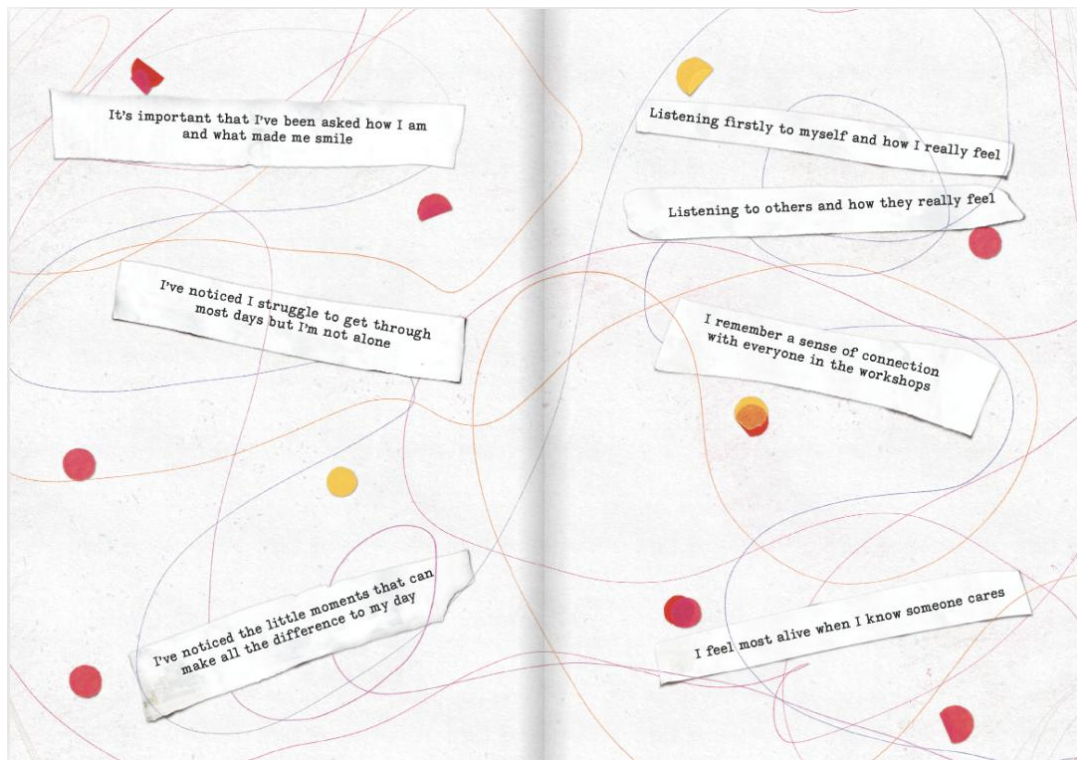 It's important that I've been asked how I am
and what made me smile
I've noticed I struggle to get through
most days but I'm not alone
I've noticed the little moments that can
make all the difference to my day
Listening firstly to myself and how I really feel
Listening to others and how they really feel
I remember a sense of connection
with everyone in the workshops
I feel most alive when I know someone cares